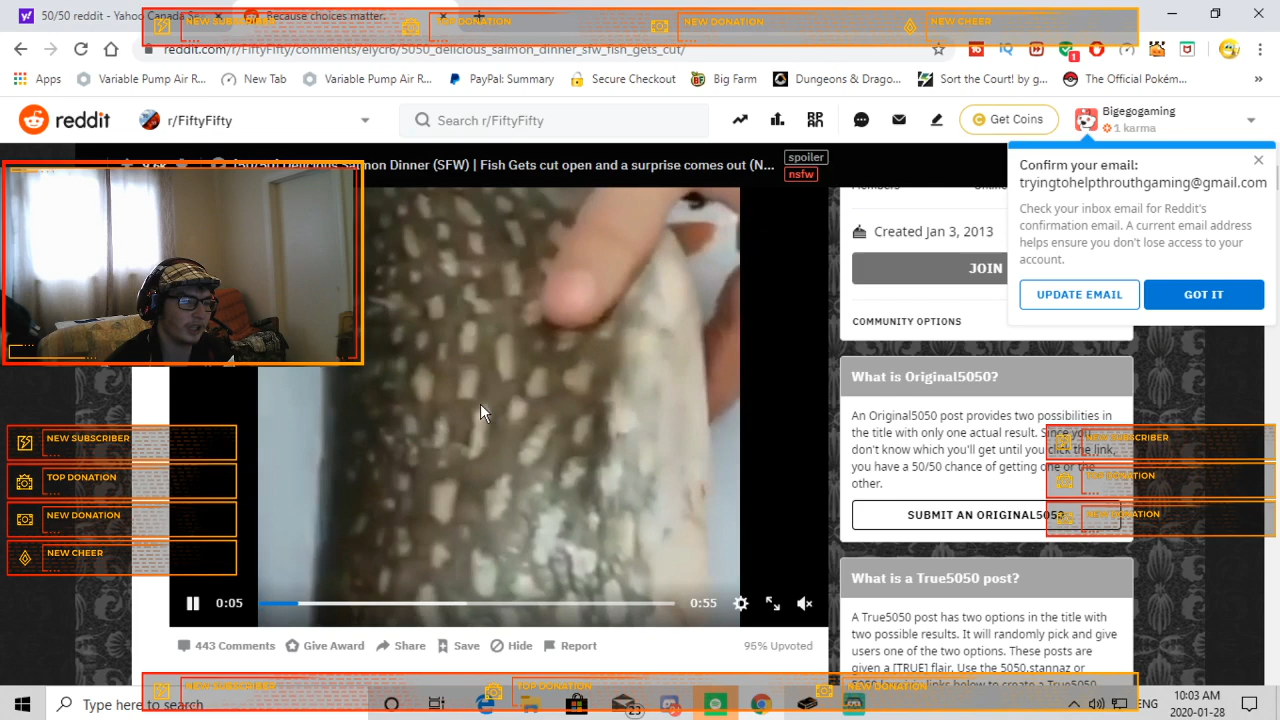 50/50 reddit - Yahoo Canada Se
Because choices matter.
NEW SUBSCRIBER
TOP DONATION
NEW DONATION
NEW CHEER
reddit.com/r/FiftyFifty/comments/elycro/5050_delicious_salmon_dinner_sfw_fish_gets_cut/
Apps
Variable Pump Air R...
New Tab
Variable Pump Air R...
PayPal: Summary
Secure Checkout
Big Farm
Dungeons & Drago...
Sort the Court! by g...
The Official Pokém...
»
reddit
r/FiftyFifty
Search r/FiftyFifty
Get Coins
Bigegogaming
1 karma
[50/50] Delicious Salmon Dinner (SFW) | Fish Gets cut open and a surprise comes out (N...
spoiler
nsfw
Confirm your email:
tryingtohelpthrouthgaming@gmail.com
Check your inbox email for Reddit's
confirmation email. A current email address
helps ensure you don't lose access to your
account.
UPDATE EMAIL
GOT IT
Created Jan 3, 2013
JOIN
COMMUNITY OPTIONS
What is Original5050?
An Original5050 post provides two possibilities in
with only one actual result. Since you
don't know which you'll get until you click the link,
you have a 50/50 chance of getting one or the
other.
SUBMIT AN ORIGINAL5050
NEW SUBSCRIBER
TOP DONATION
NEW DONATION
NEW CHEER
NEW SUBSCRIBER
TOP DONATION
NEW DONATION
What is a True5050 post?
A True5050 post has two options in the title with
two possible results. It will randomly pick and give
users one of the two options. These posts are
given a [TRUE] flair. Use the 5050.stannaz or
0:05
0:55
443 Comments
Give Award
Share
Save
Hide
Report
95% Upvoted
NEW SUBSCRIBER
TOP DONATION
NEW DONATION
Type here to search
ENG
10:03 AM
2020-01-28